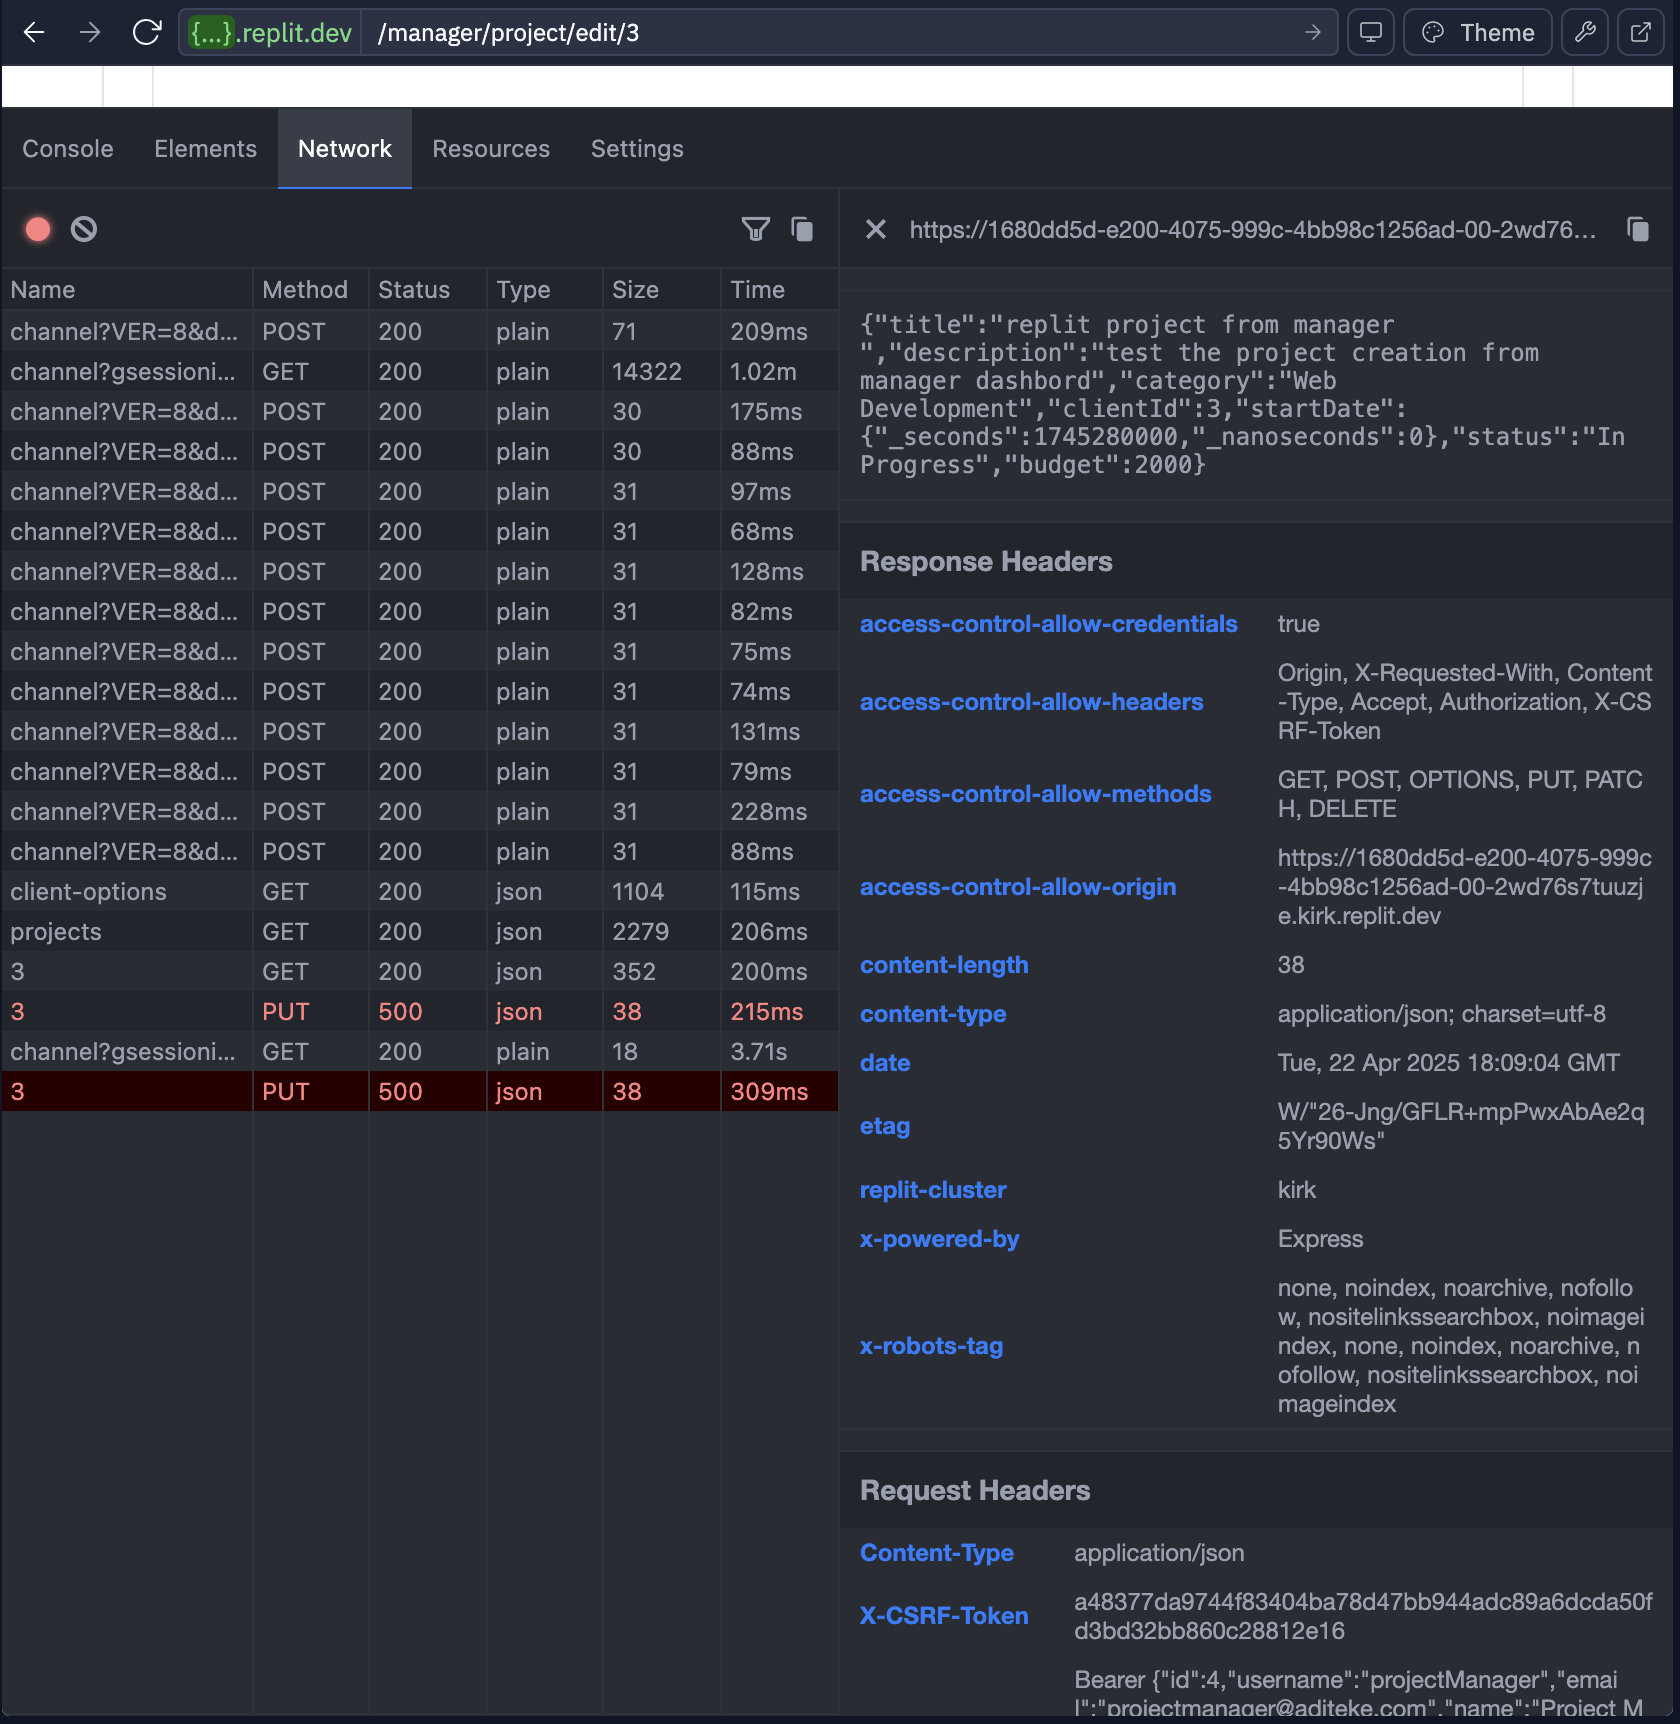 {...}.replit.dev /manager/project/edit/3 Theme
Console Elements Network Resources Settings
https://1680dd5d-e200-4075-999c-4bb98c1256ad-00-2wd76...
Name Method Status Type Size Time
channel?VER=8&d... POST 200 plain 71 209ms
channel?gsessioni... GET 200 plain 14322 1.02m
channel?VER=8&d... POST 200 plain 30 175ms
channel?VER=8&d... POST 200 plain 30 88ms
channel?VER=8&d... POST 200 plain 31 97ms
channel?VER=8&d... POST 200 plain 31 68ms
channel?VER=8&d... POST 200 plain 31 128ms
channel?VER=8&d... POST 200 plain 31 82ms
channel?VER=8&d... POST 200 plain 31 75ms
channel?VER=8&d... POST 200 plain 31 74ms
channel?VER=8&d... POST 200 plain 31 131ms
channel?VER=8&d... POST 200 plain 31 79ms
channel?VER=8&d... POST 200 plain 31 228ms
channel?VER=8&d... POST 200 plain 31 88ms
client-options GET 200 json 1104 115ms
projects GET 200 json 2279 206ms
3 GET 200 json 352 200ms
3 PUT 500 json 38 215ms
channel?gsessioni... GET 200 plain 18 3.71s
3 PUT 500 json 38 309ms
{"title":"replit project from manager
","description":"test the project creation from
manager dashbord","category":"Web
Development","clientId":3,"startDate":
{"_seconds":1745280000,"_nanoseconds":0},"status":"In
Progress","budget":2000}
Response Headers
access-control-allow-credentials true
access-control-allow-headers Origin, X-Requested-With, Content
-Type, Accept, Authorization, X-CS
RF-Token
access-control-allow-methods GET, POST, OPTIONS, PUT, PATC
H, DELETE
access-control-allow-origin https://1680dd5d-e200-4075-999c
-4bb98c1256ad-00-2wd76s7tuuzj
e.kirk.replit.dev
content-length 38
content-type application/json; charset=utf-8
date Tue, 22 Apr 2025 18:09:04 GMT
etag W/"26-Jng/GFLR+mpPwxAbAe2q
5Yr90Ws"
replit-cluster kirk
x-powered-by Express
x-robots-tag none, noindex, noarchive, nofollo
w, nositelinkssearchbox, noimagei
ndex, none, noindex, noarchive, n
ofollow, nositelinkssearchbox, noi
mageindex
Request Headers
Content-Type application/json
X-CSRF-Token a48377da9744f83404ba78d47bb944adc89a6dcda50f
d3bd32bb860c28812e16
Bearer {"id":4,"username":"projectManager","emai
l":"projectmanager@aditeke.com","name":"Project M